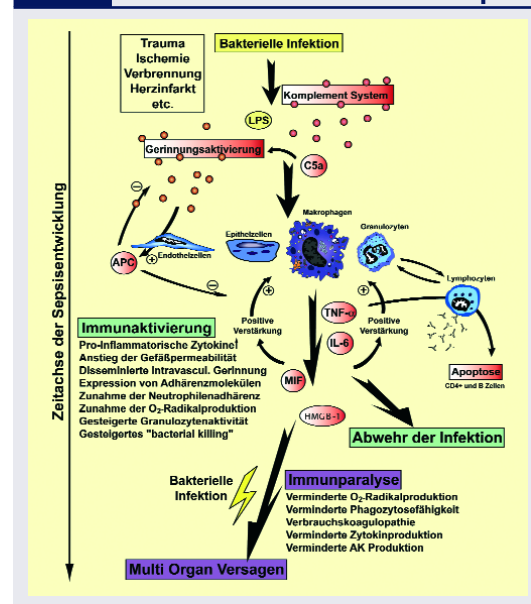 Trauma
Ischemie
Verbrennung
Herzinfarkt
etc.
Bakterielle Infektion
Komplement System
LPS
Gerinnungsaktivierung
C5a
Makrophagen
Granulozyten
Epithelzellen
Endothelzellen
Lymphozyten
APC
+
−
−
+
+
Zeitachse der Sepsisentwicklung
TNF-α
IL-6
Positive
Verstärkung
Positive
Verstärkung
MIF
HMGB-1
Apoptose
CD4+ und B Zellen
Immunaktivierung
Pro-Inflammatorische Zytokine!
Anstieg der Gefäßpermeabilität
Disseminierte Intravascul. Gerinnung
Expression von Adhärenzmolekülen
Zunahme der Neutrophilenadhärenz
Zunahme der O₂-Radikalproduktion
Gesteigerte Granulozytenaktivität
Gesteigertes "bacterial killing"
Abwehr der Infektion
Bakterielle
Infektion
Immunparalyse
Verminderte O₂-Radikalproduktion
Verminderte Phagozytosefähigkeit
Verbrauchskoagulopathie
Verminderte Zytokinproduktion
Verminderte AK Produktion
Multi Organ Versagen